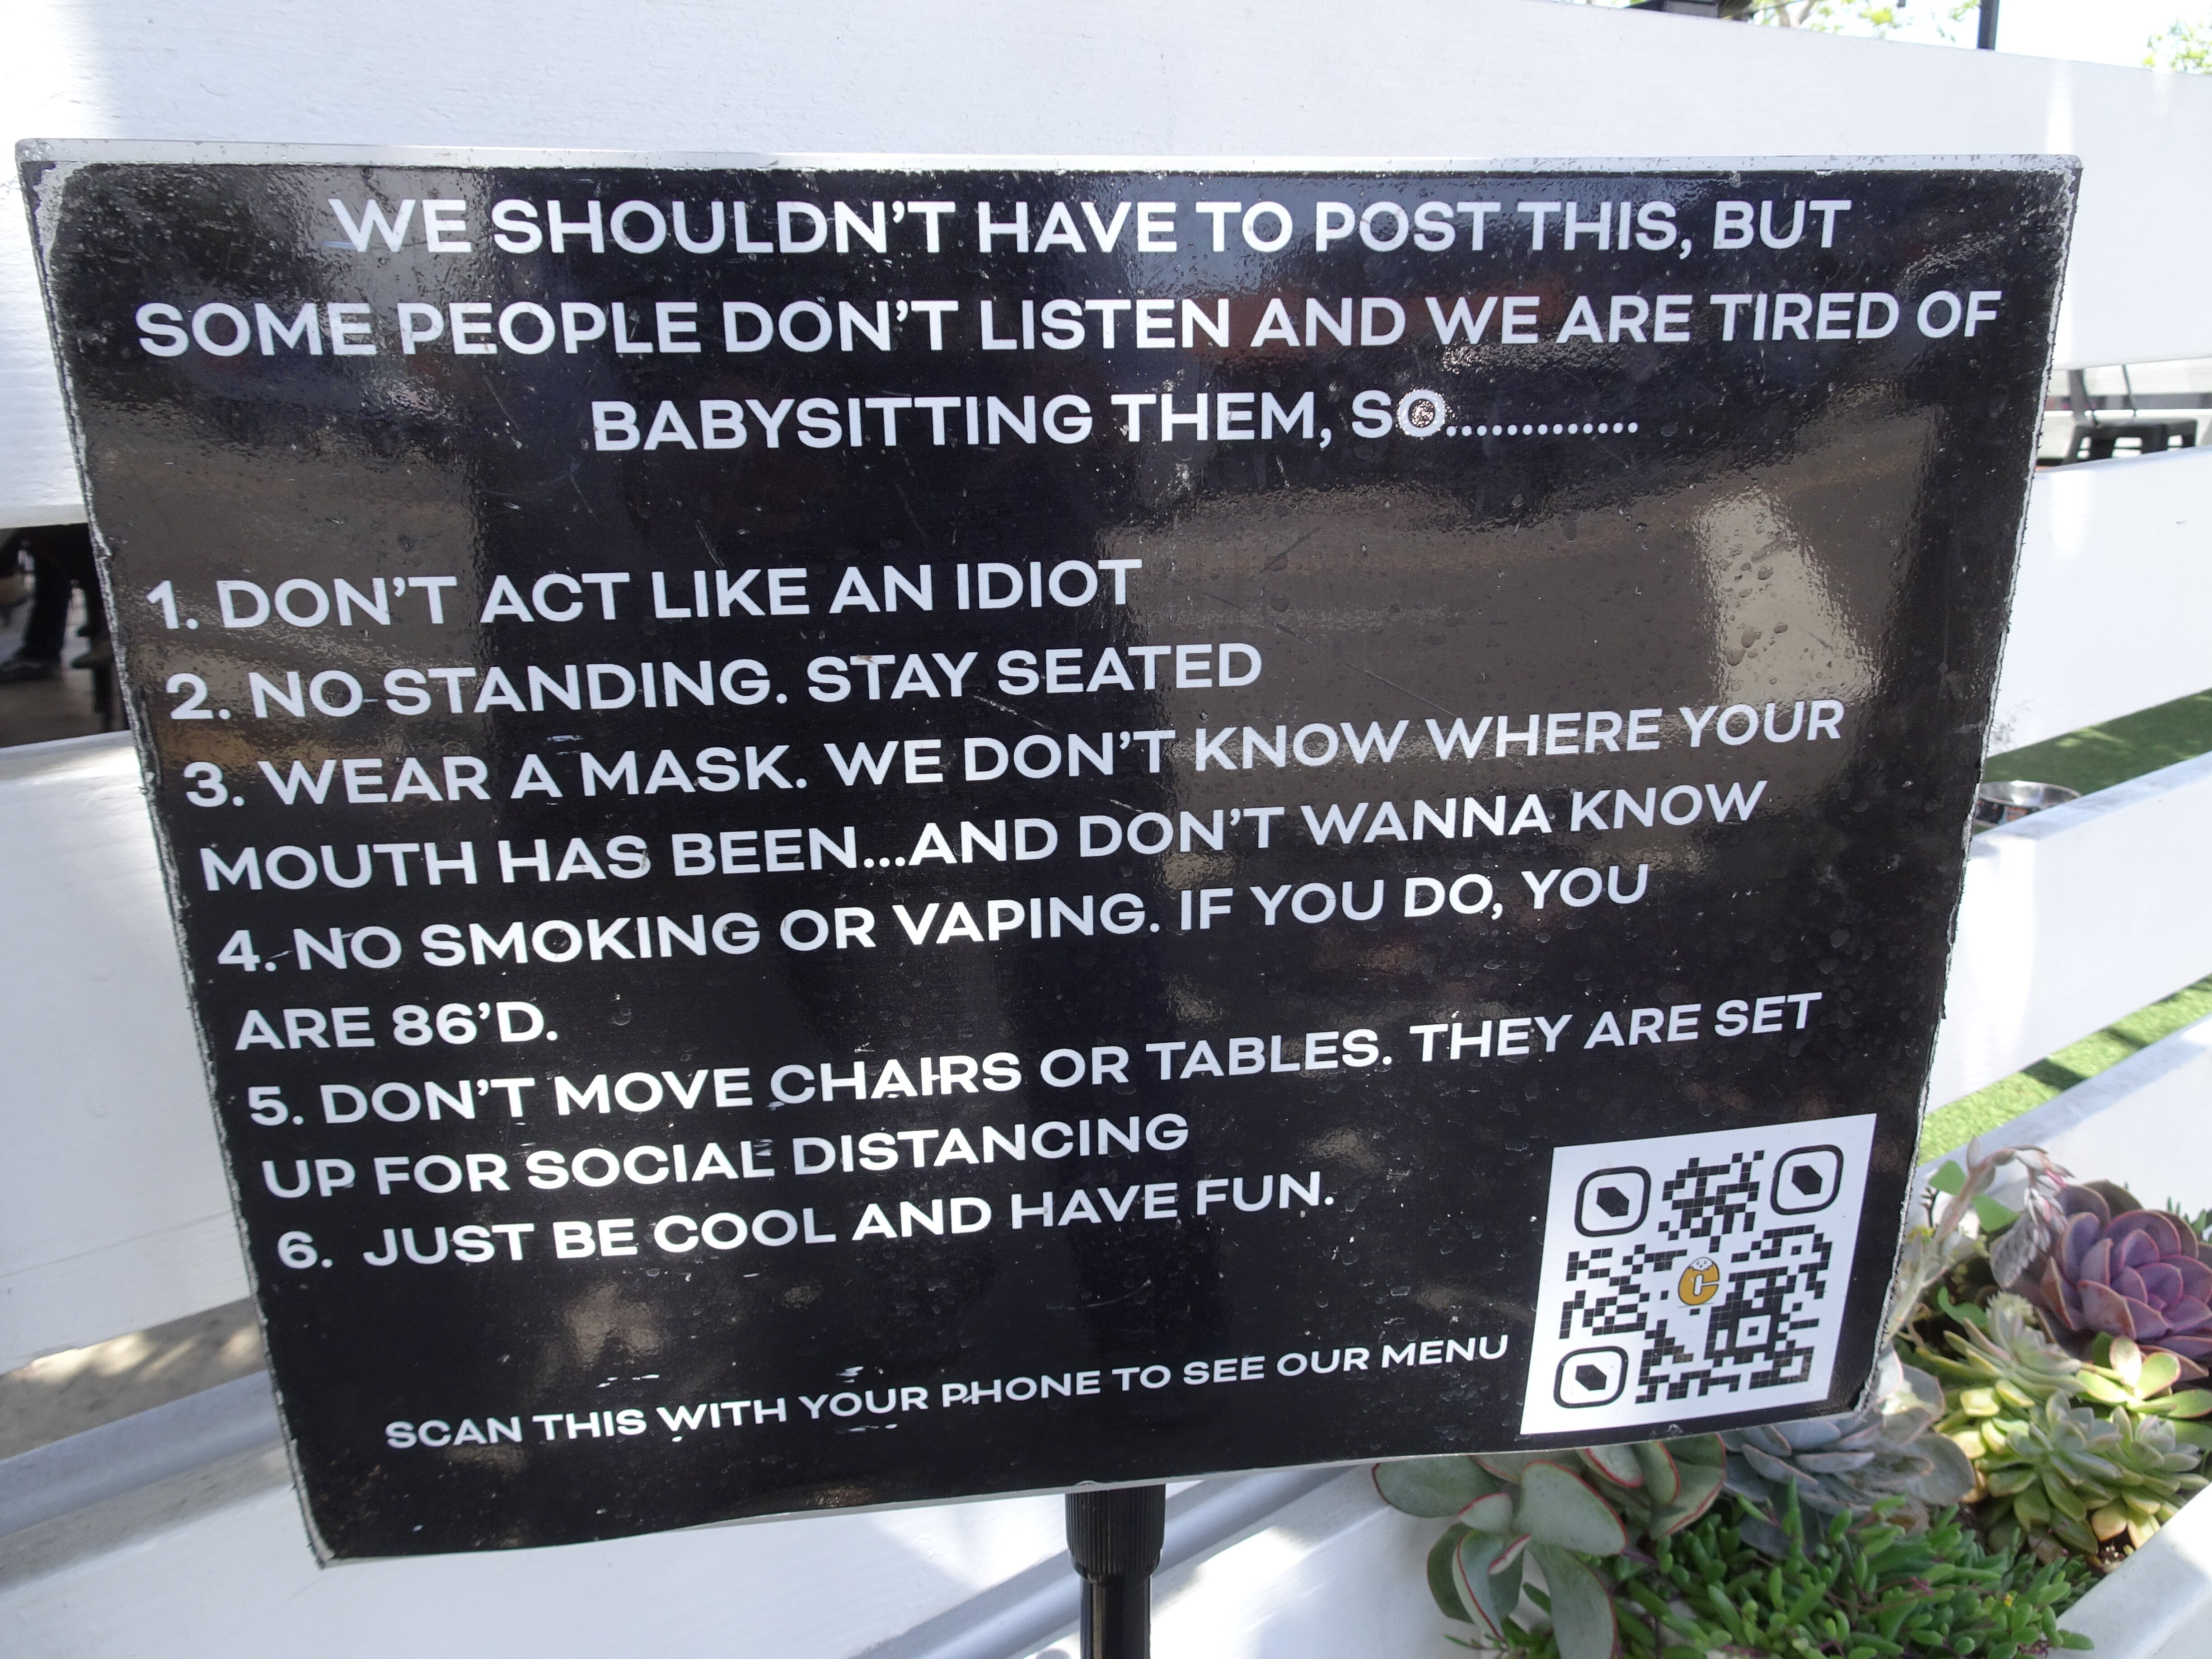 WE SHOULDN'T HAVE TO POST THIS, BUT
SOME PEOPLE DON'T LISTEN AND WE ARE TIRED OF
BABYSITTING THEM, SO.............
1. DON'T ACT LIKE AN IDIOT
2. NO STANDING. STAY SEATED
3. WEAR A MASK. WE DON'T KNOW WHERE YOUR
MOUTH HAS BEEN...AND DON'T WANNA KNOW
4. NO SMOKING OR VAPING. IF YOU DO, YOU
ARE 86'D.
5. DON'T MOVE CHAIRS OR TABLES. THEY ARE SET
UP FOR SOCIAL DISTANCING
6. JUST BE COOL AND HAVE FUN.
SCAN THIS WITH YOUR PHONE TO SEE OUR MENU
C